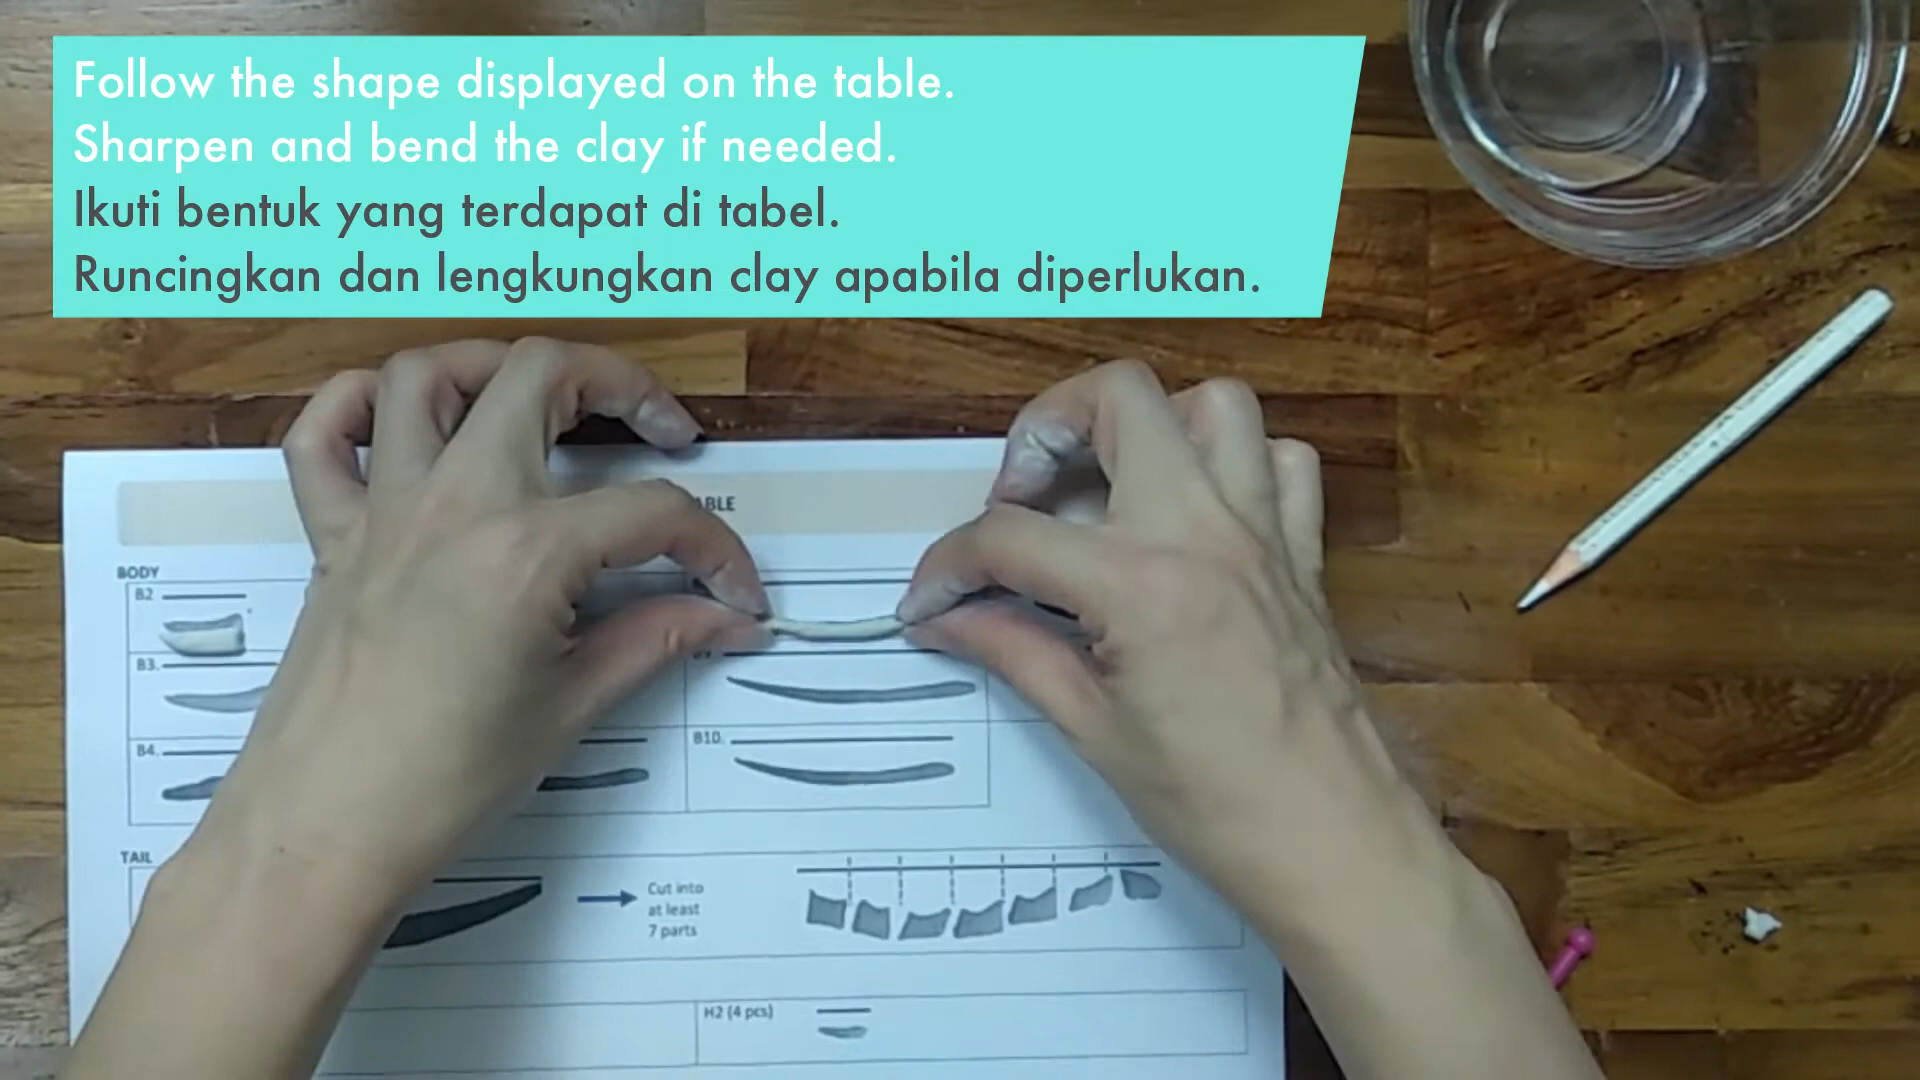 Follow the shape displayed on the table.
Sharpen and bend the clay if needed.
Ikuti bentuk yang terdapat di tabel.
Runcingkan dan lengkungkan clay apabila diperlukan.
BODY
B2
B3.
B4.
B10.
TAIL
Cut into
at least
7 parts
H2 (4 pcs)